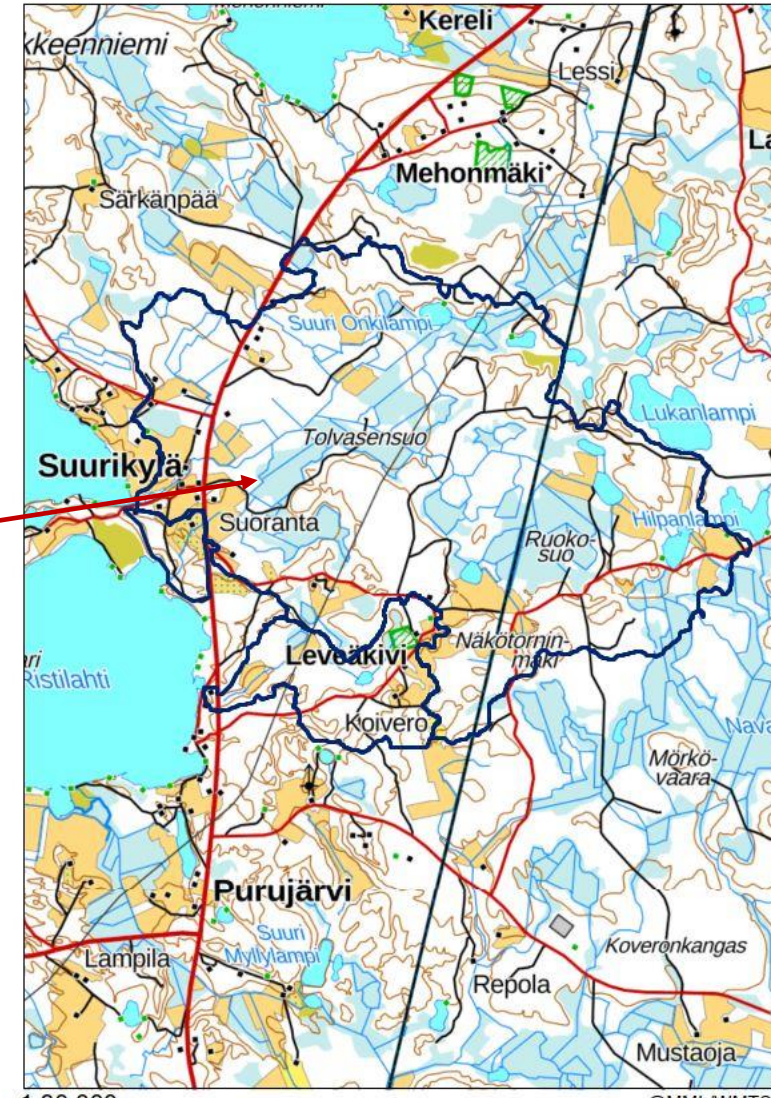 Kereli
kkeenniemi
Lessi
Mehonmäki
Särkänpää
Suuri Onkilampi
Lukanlampi
Tolvasensuo
Suurikylä
Suoranta
Hilpanlampi
Ruoko-
suo
Näkötornin-
mäki
Leveäkivi
Ristilahti
Koivero
Mörkö-
vaara
Purujärvi
Suuri
Myllylampi
Koveronkangas
Lampila
Repola
Mustaoja